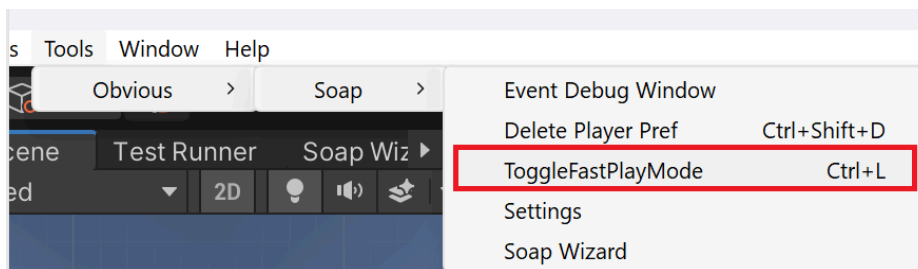 s Tools Window Help
Obvious > Soap > Event Debug Window
Delete Player Pref Ctrl+Shift+D
cene Test Runner Soap Wiz
ToggleFastPlayMode Ctrl+L
ed 2D
Settings
Soap Wizard